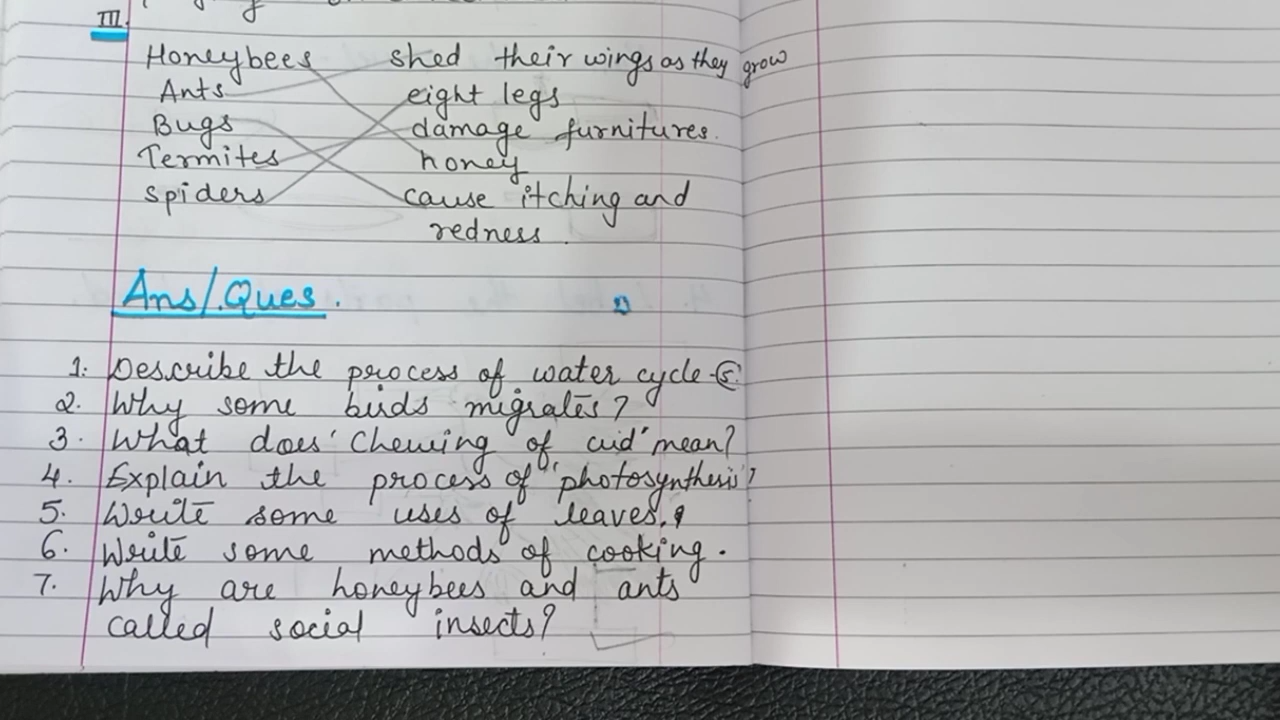 III.
Honeybees shed their wings as they grow
Ants eight legs
Bugs damage furnitures.
Termites honey
Spiders cause itching and
redness.
Ans/Ques.
1. Describe the process of water cycle
2. Why some birds migrates?
3. What does 'Chewing of cud' mean?
4. Explain the process of 'photosynthesis'?
5. Write some uses of leaves.
6. Write some methods of cooking.
7. Why are honeybees and ants
called social insects?